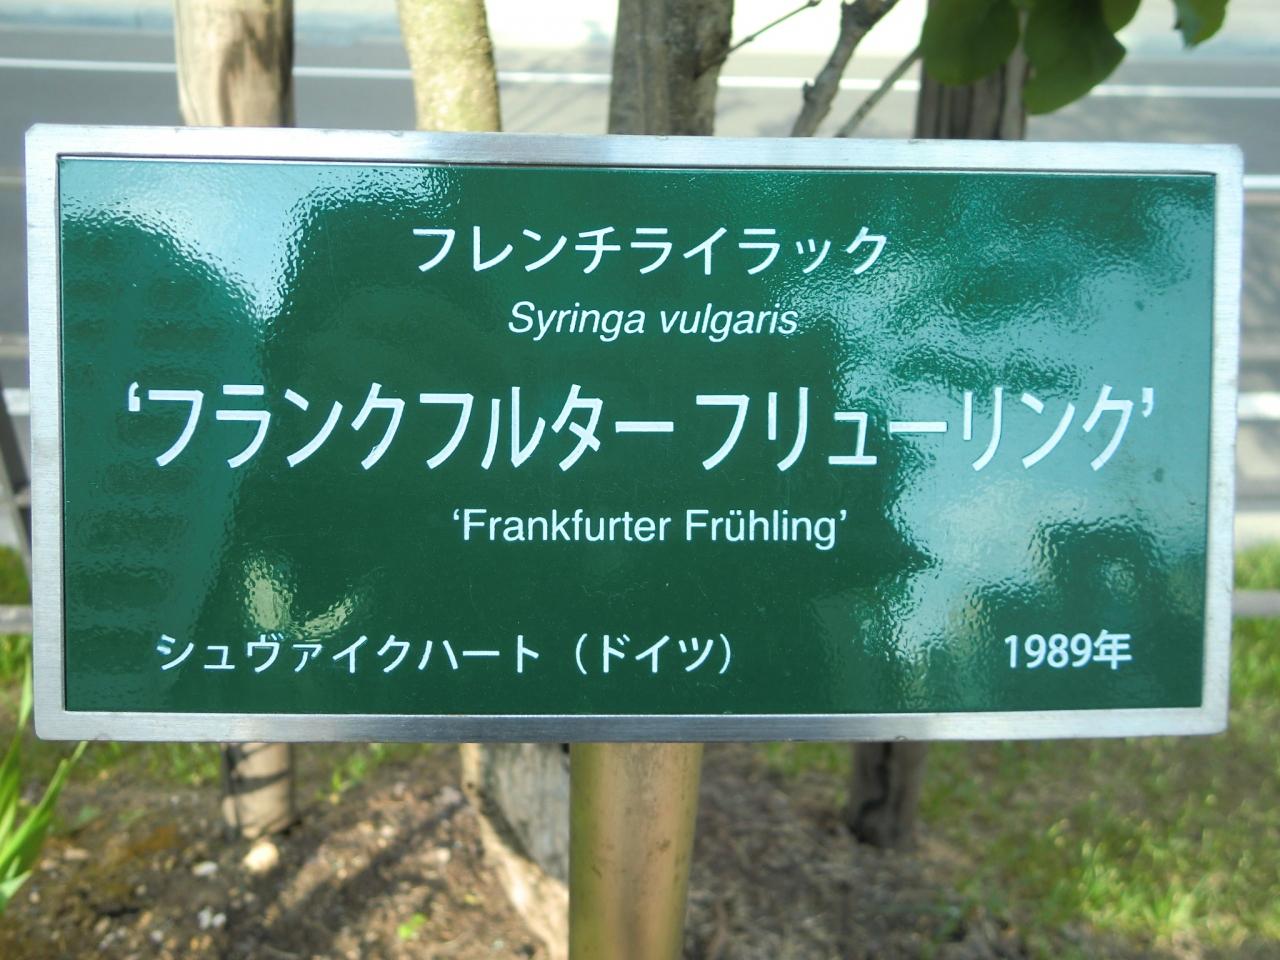 フレンチライラック
Syringa vulgaris
‘フランクフルター フリューリング’
‘Frankfurter Frühling’
シュヴァイクハート（ドイツ） 1989年